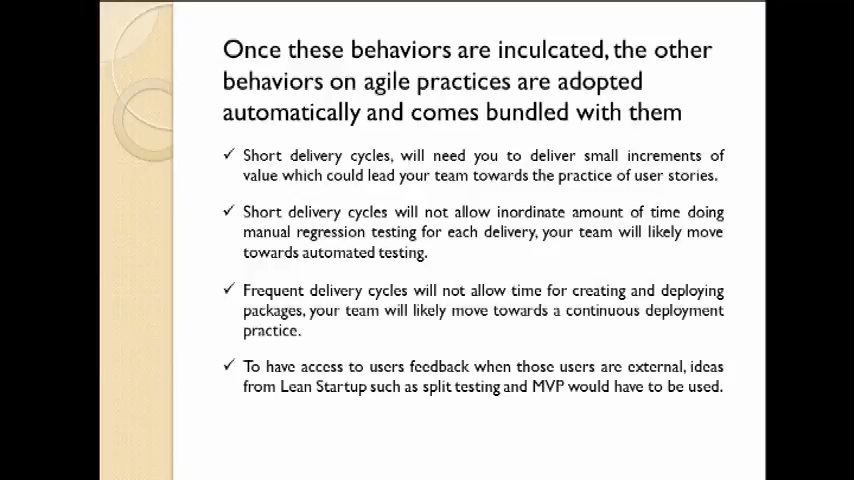 Once these behaviors are inculcated, the other
behaviors on agile practices are adopted
automatically and comes bundled with them
✓ Short delivery cycles, will need you to deliver small increments of
value which could lead your team towards the practice of user stories.
✓ Short delivery cycles will not allow inordinate amount of time doing
manual regression testing for each delivery, your team will likely move
towards automated testing.
✓ Frequent delivery cycles will not allow time for creating and deploying
packages, your team will likely move towards a continuous deployment
practice.
✓ To have access to users feedback when those users are external, ideas
from Lean Startup such as split testing and MVP would have to be used.